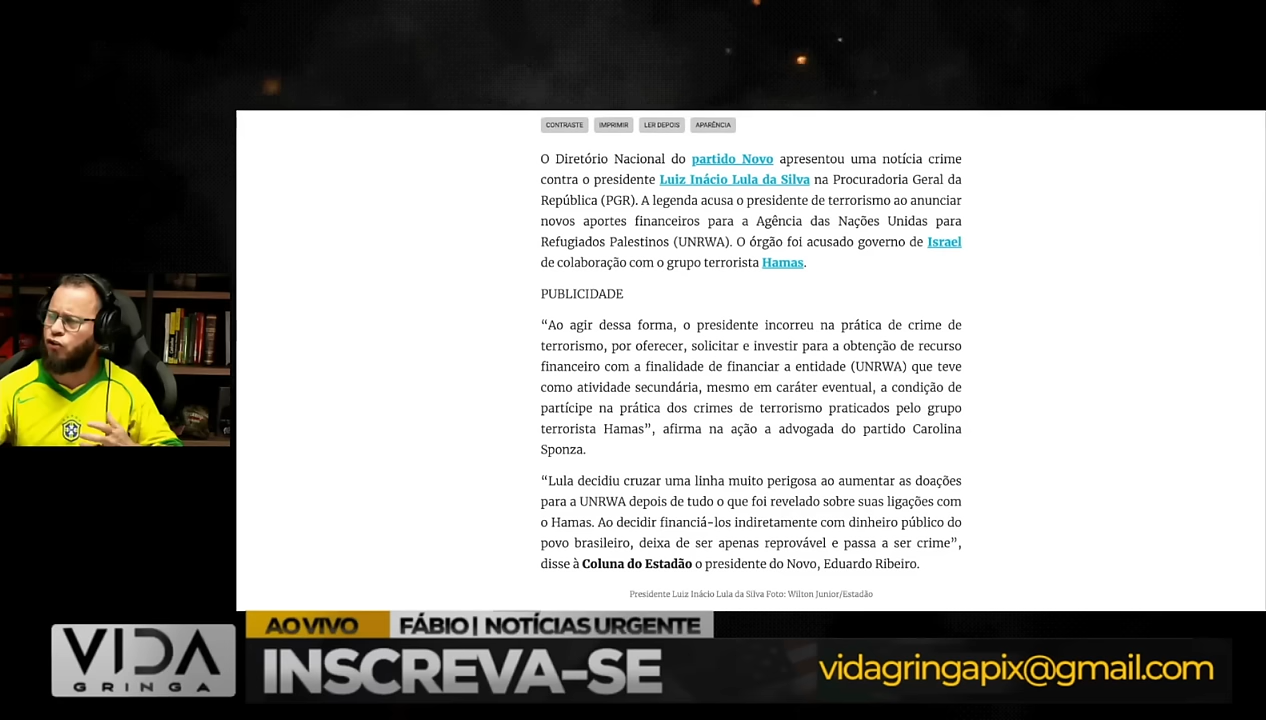 CONTRASTE IMPRIMIR LER DEPOIS APARÊNCIA
O Diretório Nacional do partido Novo apresentou uma notícia crime
contra o presidente Luiz Inácio Lula da Silva na Procuradoria Geral da
República (PGR). A legenda acusa o presidente de terrorismo ao anunciar
novos aportes financeiros para a Agência das Nações Unidas para
Refugiados Palestinos (UNRWA). O órgão foi acusado governo de Israel
de colaboração com o grupo terrorista Hamas.
PUBLICIDADE
“Ao agir dessa forma, o presidente incorreu na prática de crime de
terrorismo, por oferecer, solicitar e investir para a obtenção de recurso
financeiro com a finalidade de financiar a entidade (UNRWA) que teve
como atividade secundária, mesmo em caráter eventual, a condição de
partícipe na prática dos crimes de terrorismo praticados pelo grupo
terrorista Hamas”, afirma na ação a advogada do partido Carolina
Sponza.
“Lula decidiu cruzar uma linha muito perigosa ao aumentar as doações
para a UNRWA depois de tudo o que foi revelado sobre suas ligações com
o Hamas. Ao decidir financiá-los indiretamente com dinheiro público do
povo brasileiro, deixa de ser apenas reprovável e passa a ser crime”,
disse à Coluna do Estadão o presidente do Novo, Eduardo Ribeiro.
Presidente Luiz Inácio Lula da Silva Foto: Wilton Junior/Estadão
AO VIVO FÁBIO | NOTÍCIAS URGENTE
VIDA
GRINGA
INSCREVA-SE
vidagringapix@gmail.com